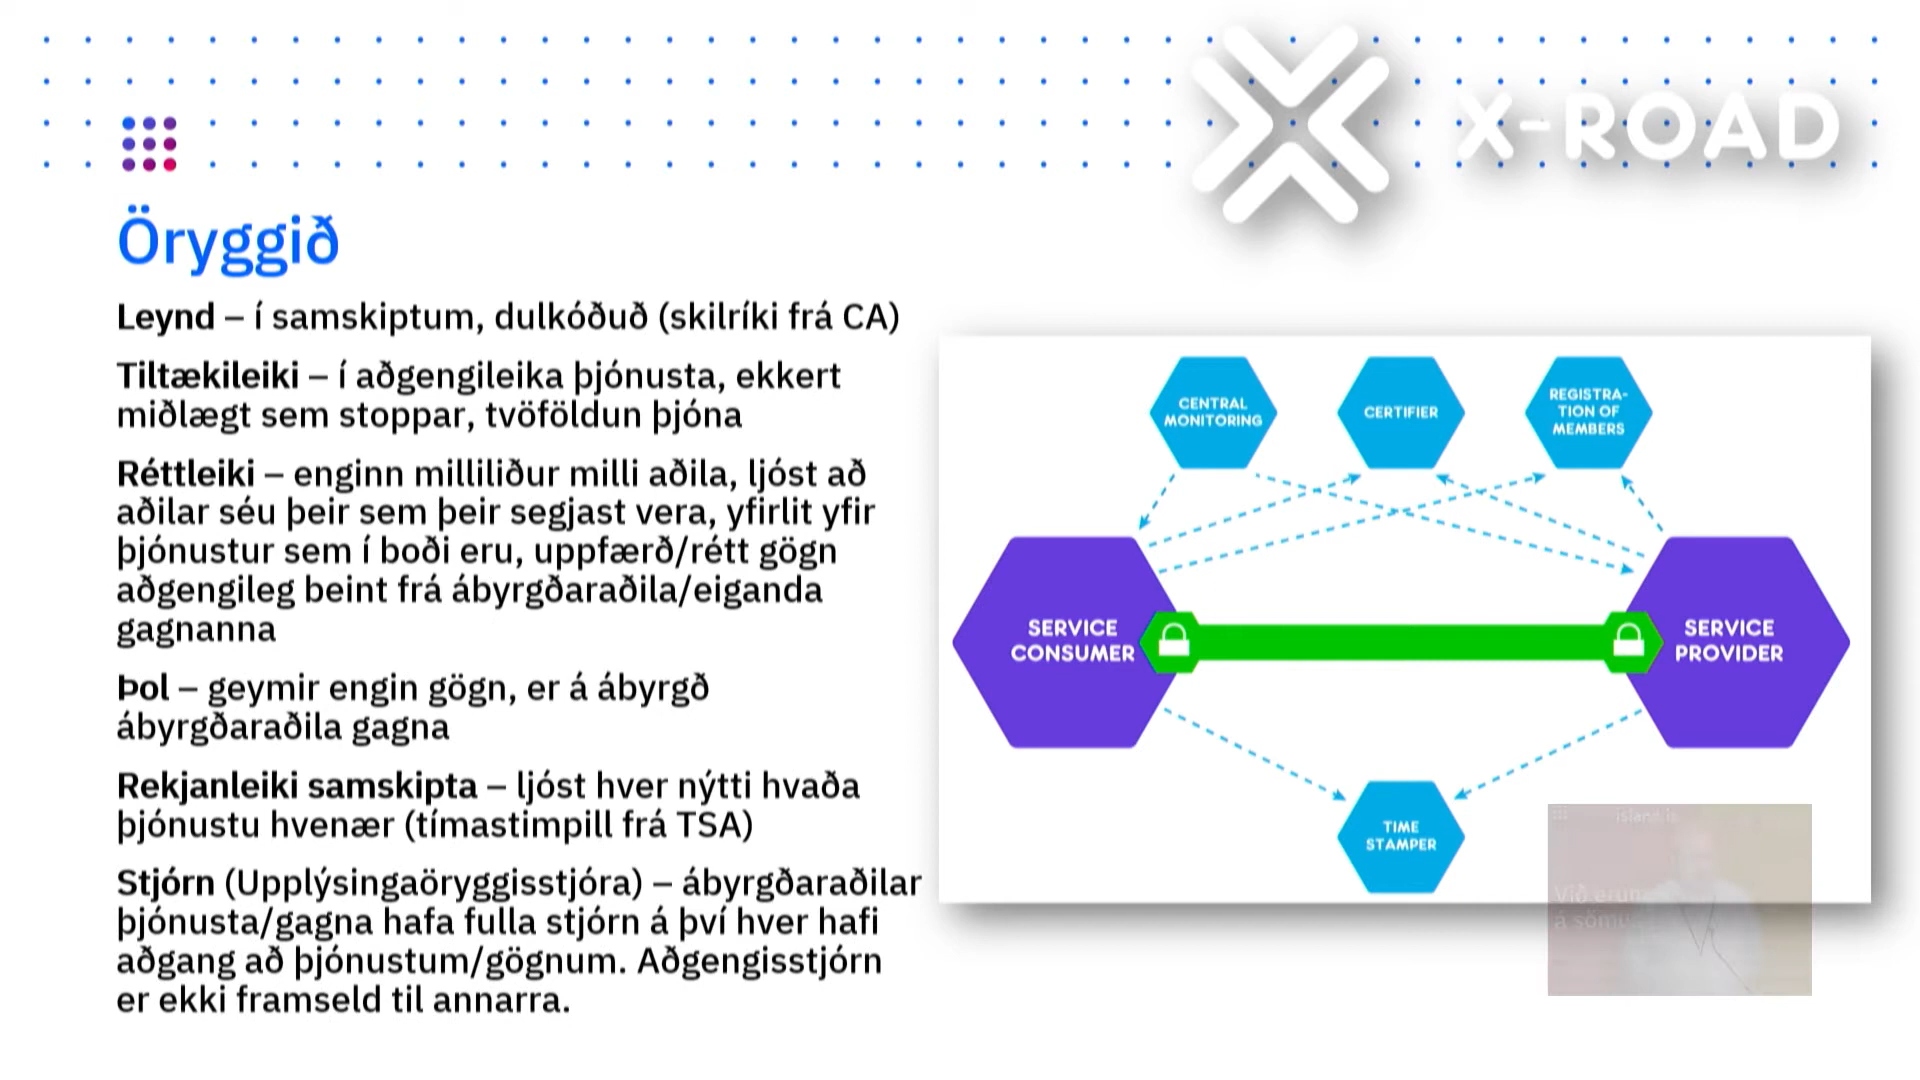 X-ROAD
Öryggið
Leynd – í samskiptum, dulkóðuð (skilríki frá CA)
Tiltækileiki – í aðgengileika þjónusta, ekkert
miðlægt sem stoppar, tvöföldun þjóna
Réttleiki – enginn milliliður milli aðila, ljóst að
aðilar séu þeir sem þeir segjast vera, yfirlit yfir
þjónustur sem í boði eru, uppfærð/rétt gögn
aðgengileg beint frá ábyrgðaraðila/eiganda
gagnanna
Þol – geymir engin gögn, er á ábyrgð
ábyrgðaraðila gagna
Rekjanleiki samskipta – ljóst hver nýtti hvaða
þjónustu hvenær (tímastimpill frá TSA)
Stjórn (Upplýsingaöryggisstjóra) – ábyrgðaraðilar
þjónusta/gagna hafa fulla stjórn á því hver hafi
aðgang að þjónustum/gögnum. Aðgengisstjórn
er ekki framseld til annarra.
CENTRAL
MONITORING
CERTIFIER
REGISTRA-
TION OF
MEMBERS
SERVICE
CONSUMER
SERVICE
PROVIDER
TIME
STAMPER
island.is
Við erum
á sömu